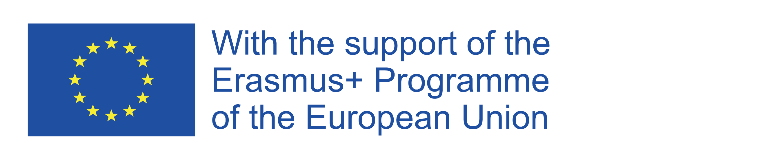 With the support of the
Erasmus+ Programme
of the European Union